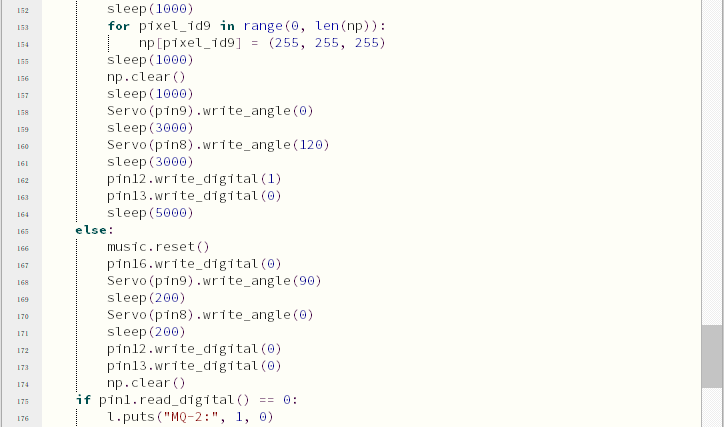 152 sleep(1000)
153 for pixel_id9 in range(0, len(np)):
154 np[pixel_id9] = (255, 255, 255)
155 sleep(1000)
156 np.clear()
157 sleep(1000)
158 Servo(pin9).write_angle(0)
159 sleep(3000)
160 Servo(pin8).write_angle(120)
161 sleep(3000)
162 pin12.write_digital(1)
163 pin13.write_digital(0)
164 sleep(5000)
165 else:
166 music.reset()
167 pin16.write_digital(0)
168 Servo(pin9).write_angle(90)
169 sleep(200)
170 Servo(pin8).write_angle(0)
171 sleep(200)
172 pin12.write_digital(0)
173 pin13.write_digital(0)
174 np.clear()
175 if pin1.read_digital() == 0:
176 l.puts("MQ-2:", 1, 0)